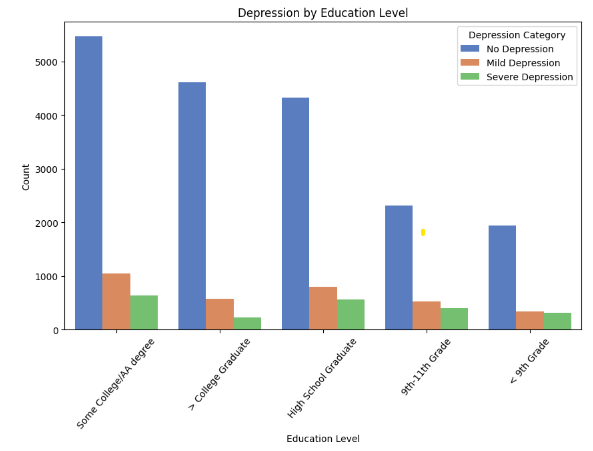 Depression by Education Level
Depression Category
No Depression
Mild Depression
Severe Depression
Count
5000
4000
3000
2000
1000
0
Some College/AA degree
> College Graduate
High School Graduate
9th-11th Grade
< 9th Grade
Education Level